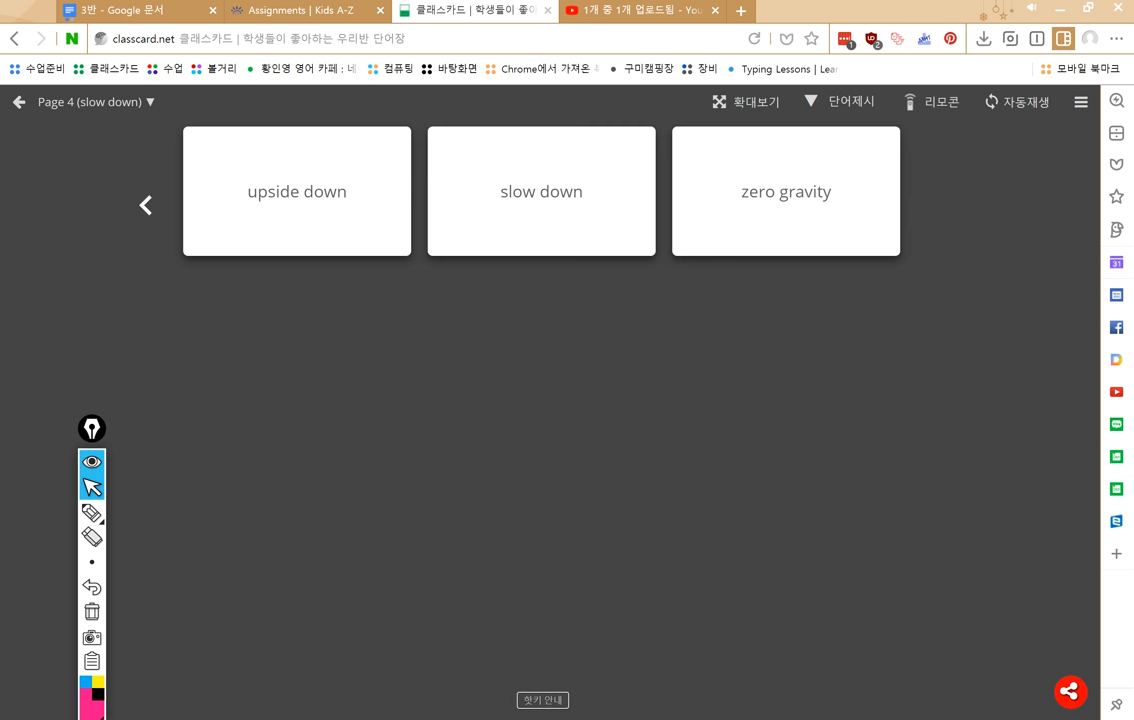 3반 - Google 문서
Assignments | Kids A-Z
클래스카드 | 학생들이 좋아
1개 중 1개 업로드됨 - You
N
classcard.net 클래스카드 | 학생들이 좋아하는 우리반 단어장
1
2
수업준비
클래스카드
수업
볼거리
황인영 영어 카페 : 네
컴퓨팅
바탕화면
Chrome에서 가져온
구미캠핑장
장비
Typing Lessons | Lear
모바일 북마크
Page 4 (slow down) ▼
확대보기
단어제시
리모콘
자동재생
upside down
slow down
zero gravity
31
핫키 안내